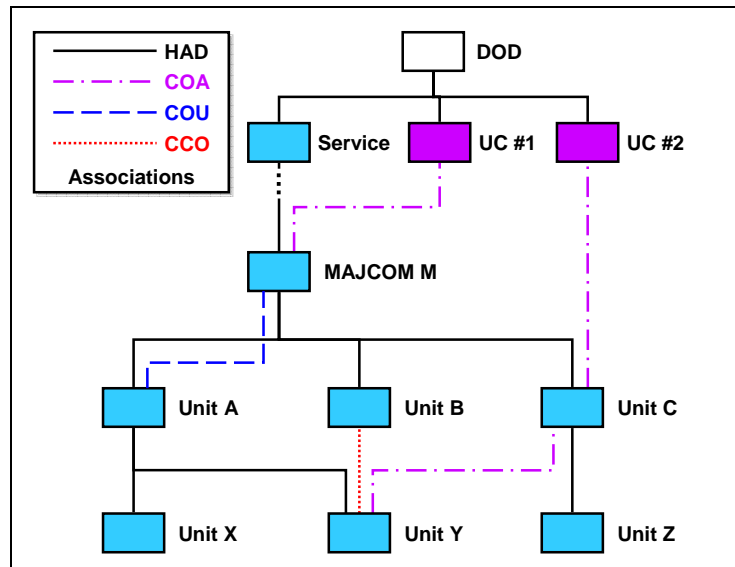 HAD
COA
COU
CCO
Associations
DOD
Service
UC #1
UC #2
MAJCOM M
Unit A
Unit B
Unit C
Unit X
Unit Y
Unit Z